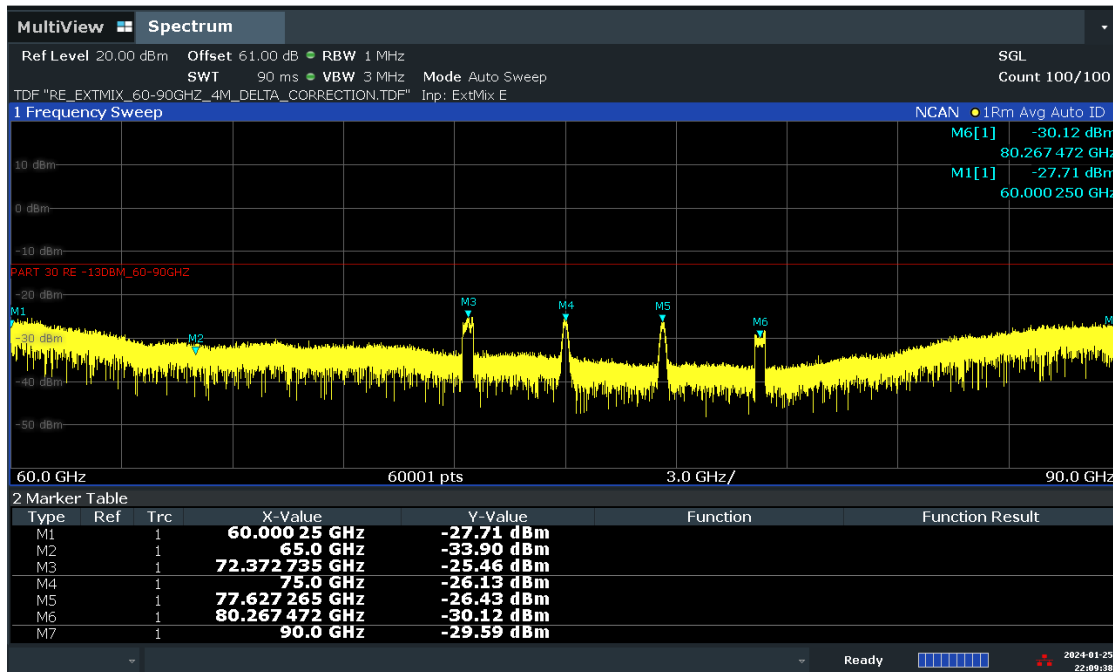 MultiView Spectrum
Ref Level 20.00 dBm Offset 61.00 dB RBW 1 MHz SGL
SWT 90 ms VBW 3 MHz Mode Auto Sweep Count 100/100
TDF "RE_EXTMIX_60-90GHZ_4M_DELTA_CORRECTION.TDF" Inp: ExtMix E
1 Frequency Sweep NCAN 1Rm Avg Auto ID
M6[1] -30.12 dBm
80.267 472 GHz
M1[1] -27.71 dBm
60.000 250 GHz
10 dBm
0 dBm
-10 dBm
PART 30 RE -13DBM_60-90GHZ
-20 dBm
M1 M2 M3 M4 M5 M6 M
-30 dBm
-40 dBm
-50 dBm
60.0 GHz 60001 pts 3.0 GHz/ 90.0 GHz
2 Marker Table
Type Ref Trc X-Value Y-Value Function Function Result
M1 1 60.000 25 GHz -27.71 dBm
M2 1 65.0 GHz -33.90 dBm
M3 1 72.372 735 GHz -25.46 dBm
M4 1 75.0 GHz -26.13 dBm
M5 1 77.627 265 GHz -26.43 dBm
M6 1 80.267 472 GHz -30.12 dBm
M7 1 90.0 GHz -29.59 dBm
Ready 2024-01-25
22:09:38